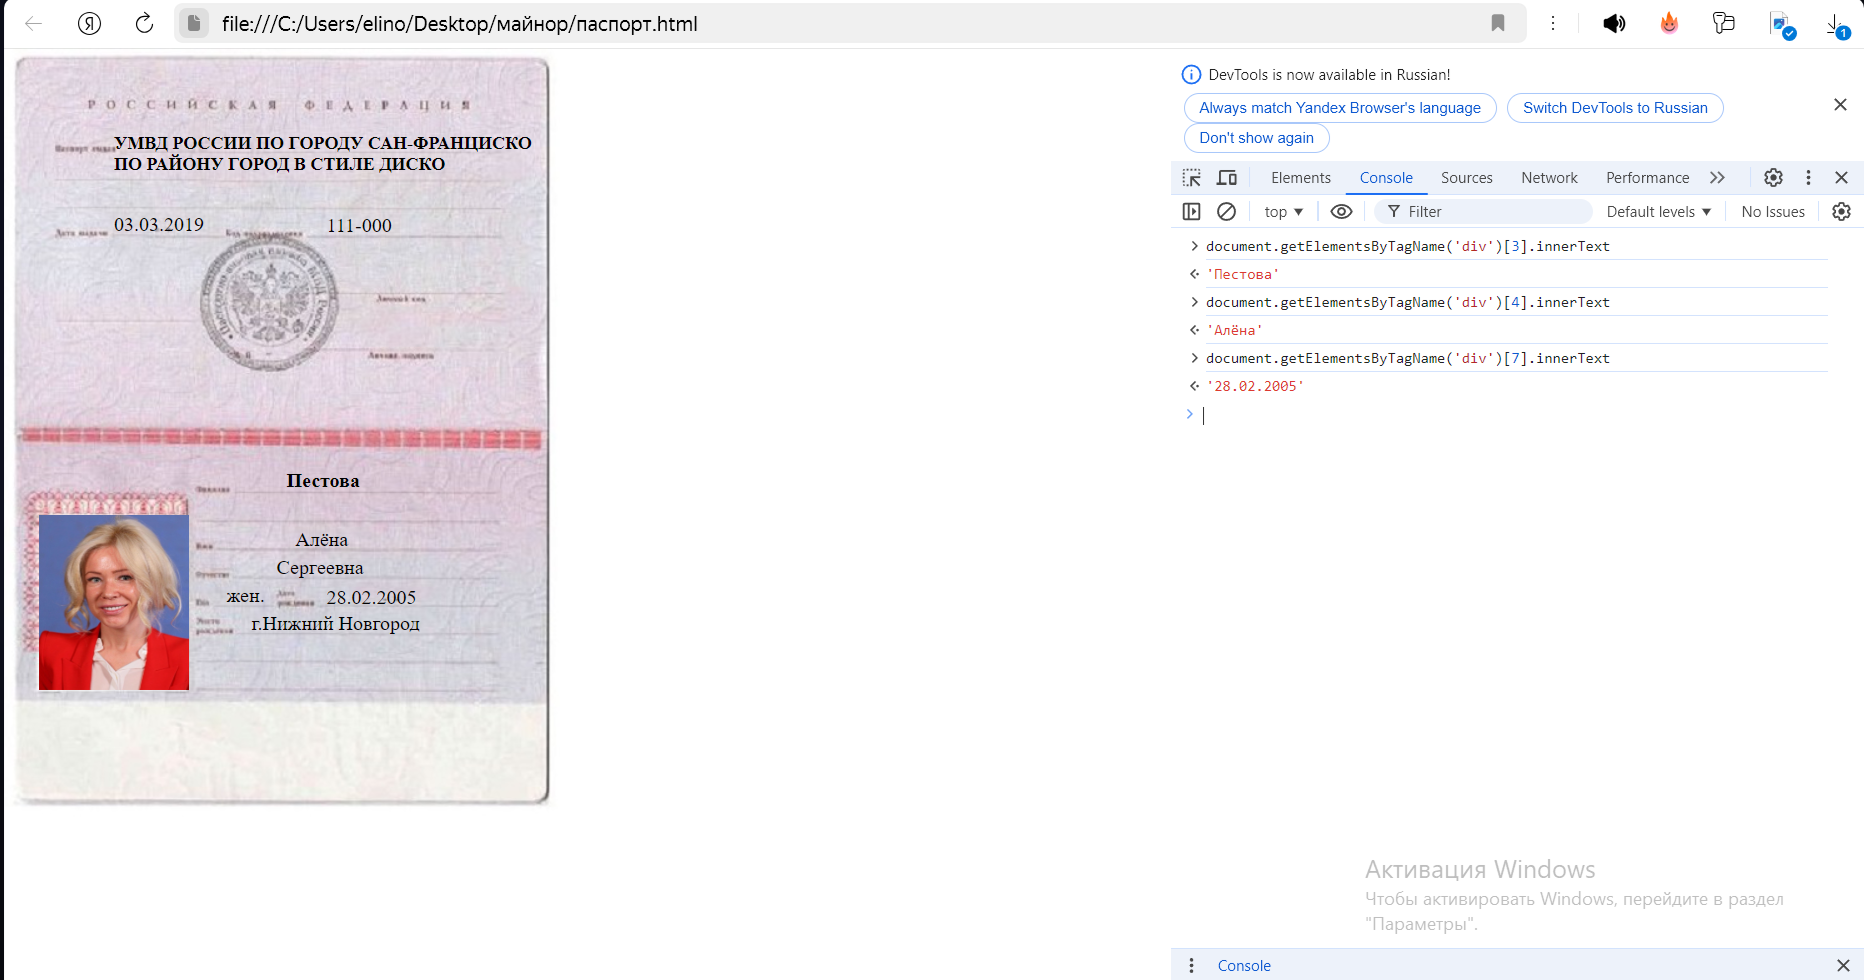 file:///C:/Users/elino/Desktop/майнор/паспорт.html
1
РОССИЙСКАЯ ФЕДЕРАЦИЯ
Паспорт выдан УМВД РОССИИ ПО ГОРОДУ САН-ФРАНЦИСКО
ПО РАЙОНУ ГОРОД В СТИЛЕ ДИСКО
Дата выдачи 03.03.2019 Код подразделения 111-000
Личный код
Личная подпись
Фамилия Пестова
Имя Алёна
Отчество Сергеевна
Пол жен. Дата рождения 28.02.2005
Место рождения г.Нижний Новгород
DevTools is now available in Russian!
Always match Yandex Browser's language
Switch DevTools to Russian
Don't show again
Elements Console Sources Network Performance
top Filter Default levels No Issues
document.getElementsByTagName('div')[3].innerText
'Пестова'
document.getElementsByTagName('div')[4].innerText
'Алёна'
document.getElementsByTagName('div')[7].innerText
'28.02.2005'
Активация Windows
Чтобы активировать Windows, перейдите в раздел
"Параметры".
Console